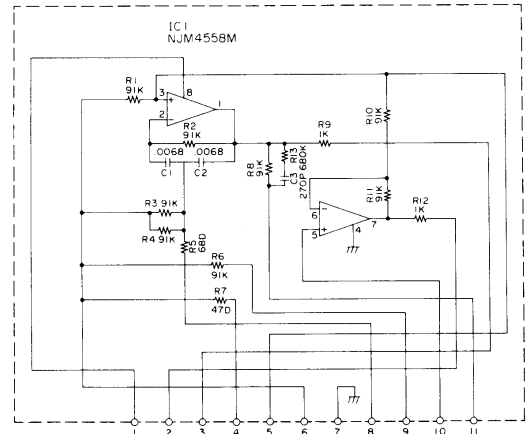 IC1
NJM4558M
R1
91K
3 + 8
1
2 −
R2
91K
.0068 .0068
C1 C2
R3 91K
R4 91K
R5
68D
R6
91K
R7
47D
R8
91K
R13
680K
C3
270P
R9
1K
R10
91K
R11
91K
R12
1K
6 −
5 +
7
4
1 2 3 4 5 6 7 8 9 10 11